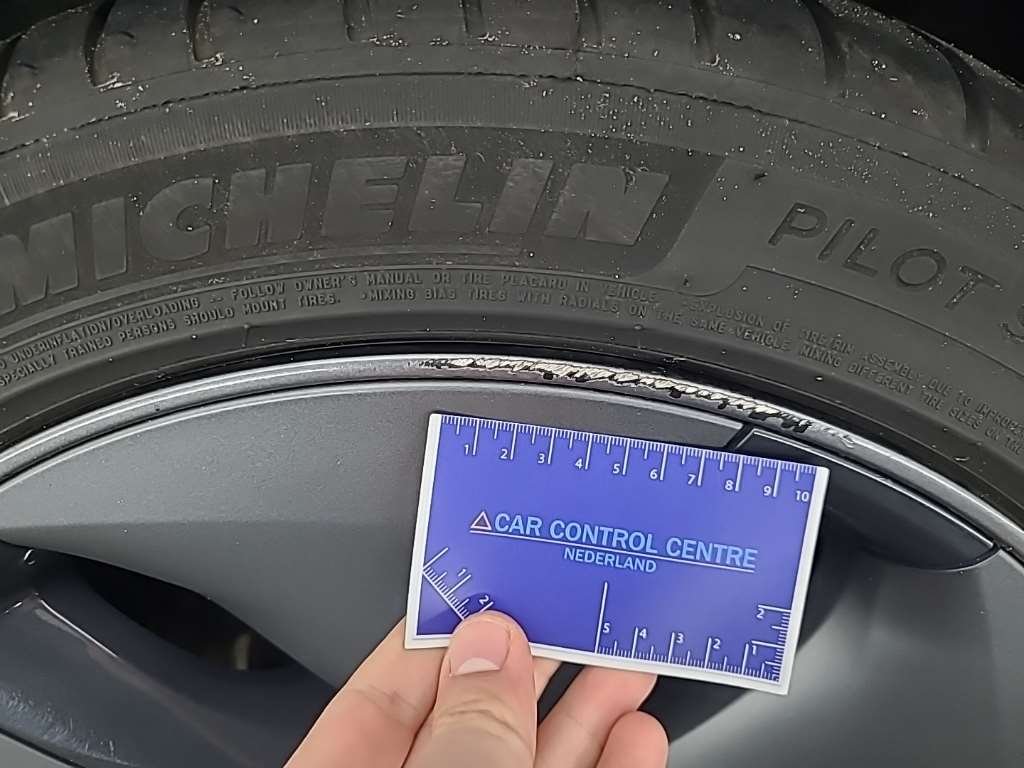 MICHELIN
PILOT S
UNDERINFLATION/OVERLOADING -- FOLLOW OWNER'S MANUAL OR TIRE PLACARD IN VEHICLE. •EXPLOSION OF TIRE/RIM ASSEMBLY DUE TO IMPROPER
SPECIALLY TRAINED PERSONS SHOULD MOUNT TIRES. •MIXING BIAS TIRES WITH RADIALS ON THE SAME VEHICLE MIXING DIFFERENT TIRE SIZES ON THE
1 2 3 4 5 6 7 8 9 10
CAR CONTROL CENTRE
NEDERLAND
1 2
5 4 3 2 1
2